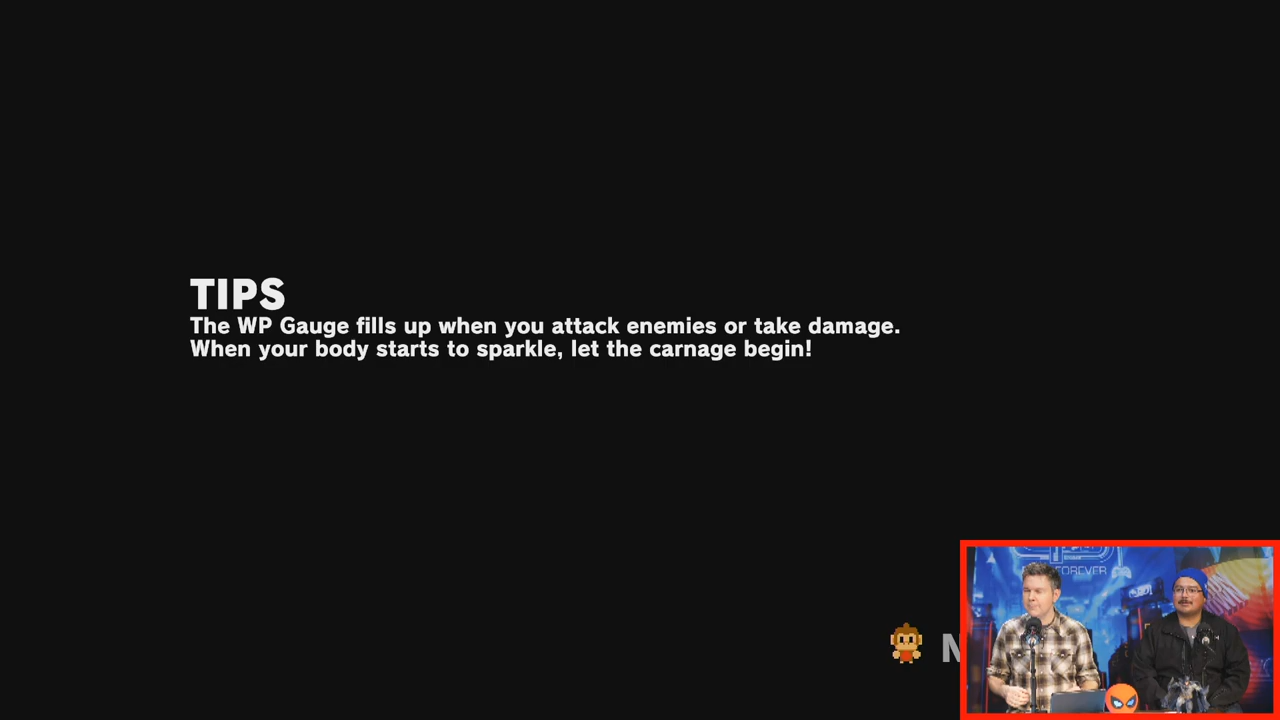 TIPS
The WP Gauge fills up when you attack enemies or take damage.
When your body starts to sparkle, let the carnage begin!
N
FOREVER